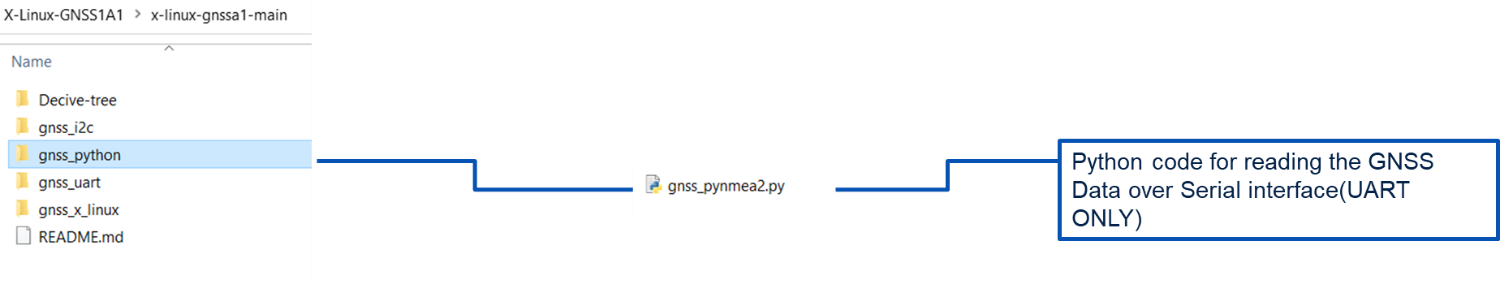 X-Linux-GNSS1A1 > x-linux-gnssa1-main
Name
Decive-tree
gnss_i2c
gnss_python
gnss_uart
gnss_x_linux
README.md
gnss_pynmea2.py
Python code for reading the GNSS
Data over Serial interface(UART
ONLY)